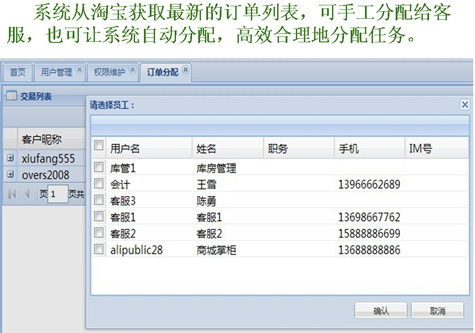 系统从淘宝获取最新的订单列表，可手工分配给客
服，也可让系统自动分配，高效合理地分配任务。
首页 用户管理 权限维护 订单分配
交易列表
请选择员工：
客户昵称
用户名 姓名 职务 手机 IM号
xiufang555
overs2008
页 1 页共
库管1 库房管理
会计 王雪 13966662689
客服3 陈勇
客服1 客服1 13698667762
客服2 客服2 15888886699
alipublic28 商城掌柜 13688888886
确认 取消